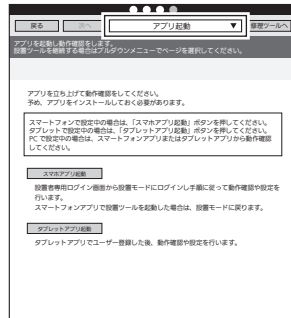 戻る
次へ
アプリ起動 ▼
修理ツールへ
アプリを起動し動作確認をします。
設置ツールを継続する場合はプルダウンメニューでページを選択してください。
アプリを立ち上げて動作確認をしてください。
予め、アプリをインストールしておく必要があります。
スマートフォンで設定中の場合は、「スマホアプリ起動」ボタンを押してください。
タブレットで設定中の場合は、「タブレットアプリ起動」ボタンを押してください。
PC で設定中の場合は、スマートフォンアプリまたはタブレットアプリから動作確認
してください。
スマホアプリ起動
設置者専用ログイン画面から設置モードにログインし手順に従って動作確認や設定を
行います。
スマートフォンアプリで設置ツールを起動した場合は、設置モードに戻ります。
タブレットアプリ起動
タブレットアプリでユーザー登録した後、動作確認や設定を行います。